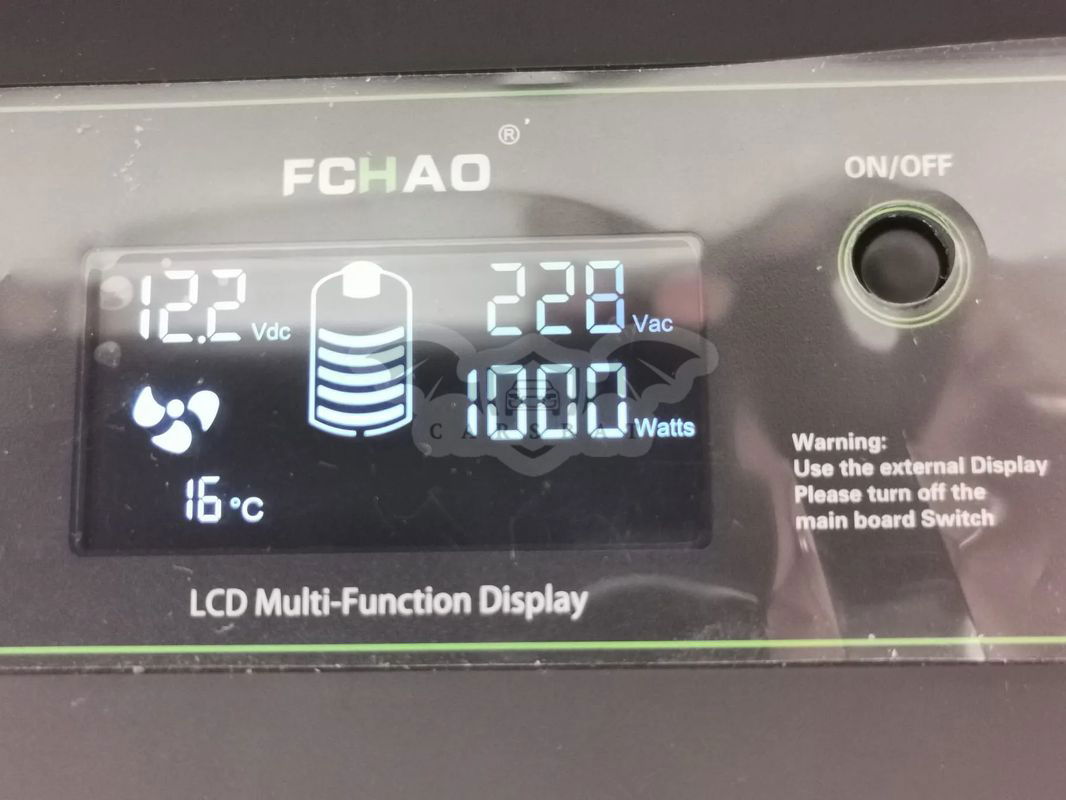 FCHAO®
ON/OFF
12.2 Vdc
228 Vac
1000 Watts
16 °C
Warning:
Use the external Display
Please turn off the
main board Switch
LCD Multi-Function Display